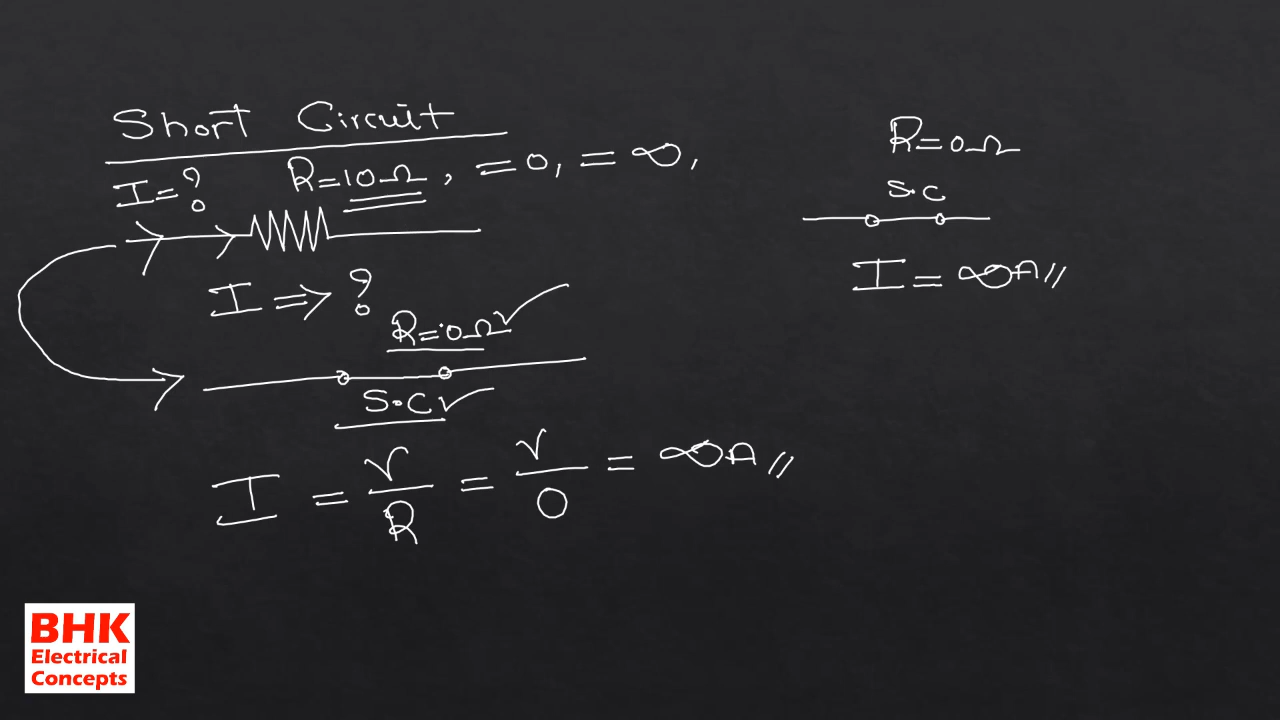 Short Circuit
I=? R=10Ω, =0, =∞,
I ⇒ ?
R=0Ω
S.C
I = V/R = V/0 = ∞A //
R=0Ω
S.C
I = ∞A //
BHK
Electrical
Concepts